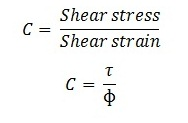 C = Shear stress / Shear strain
C = τ / ф